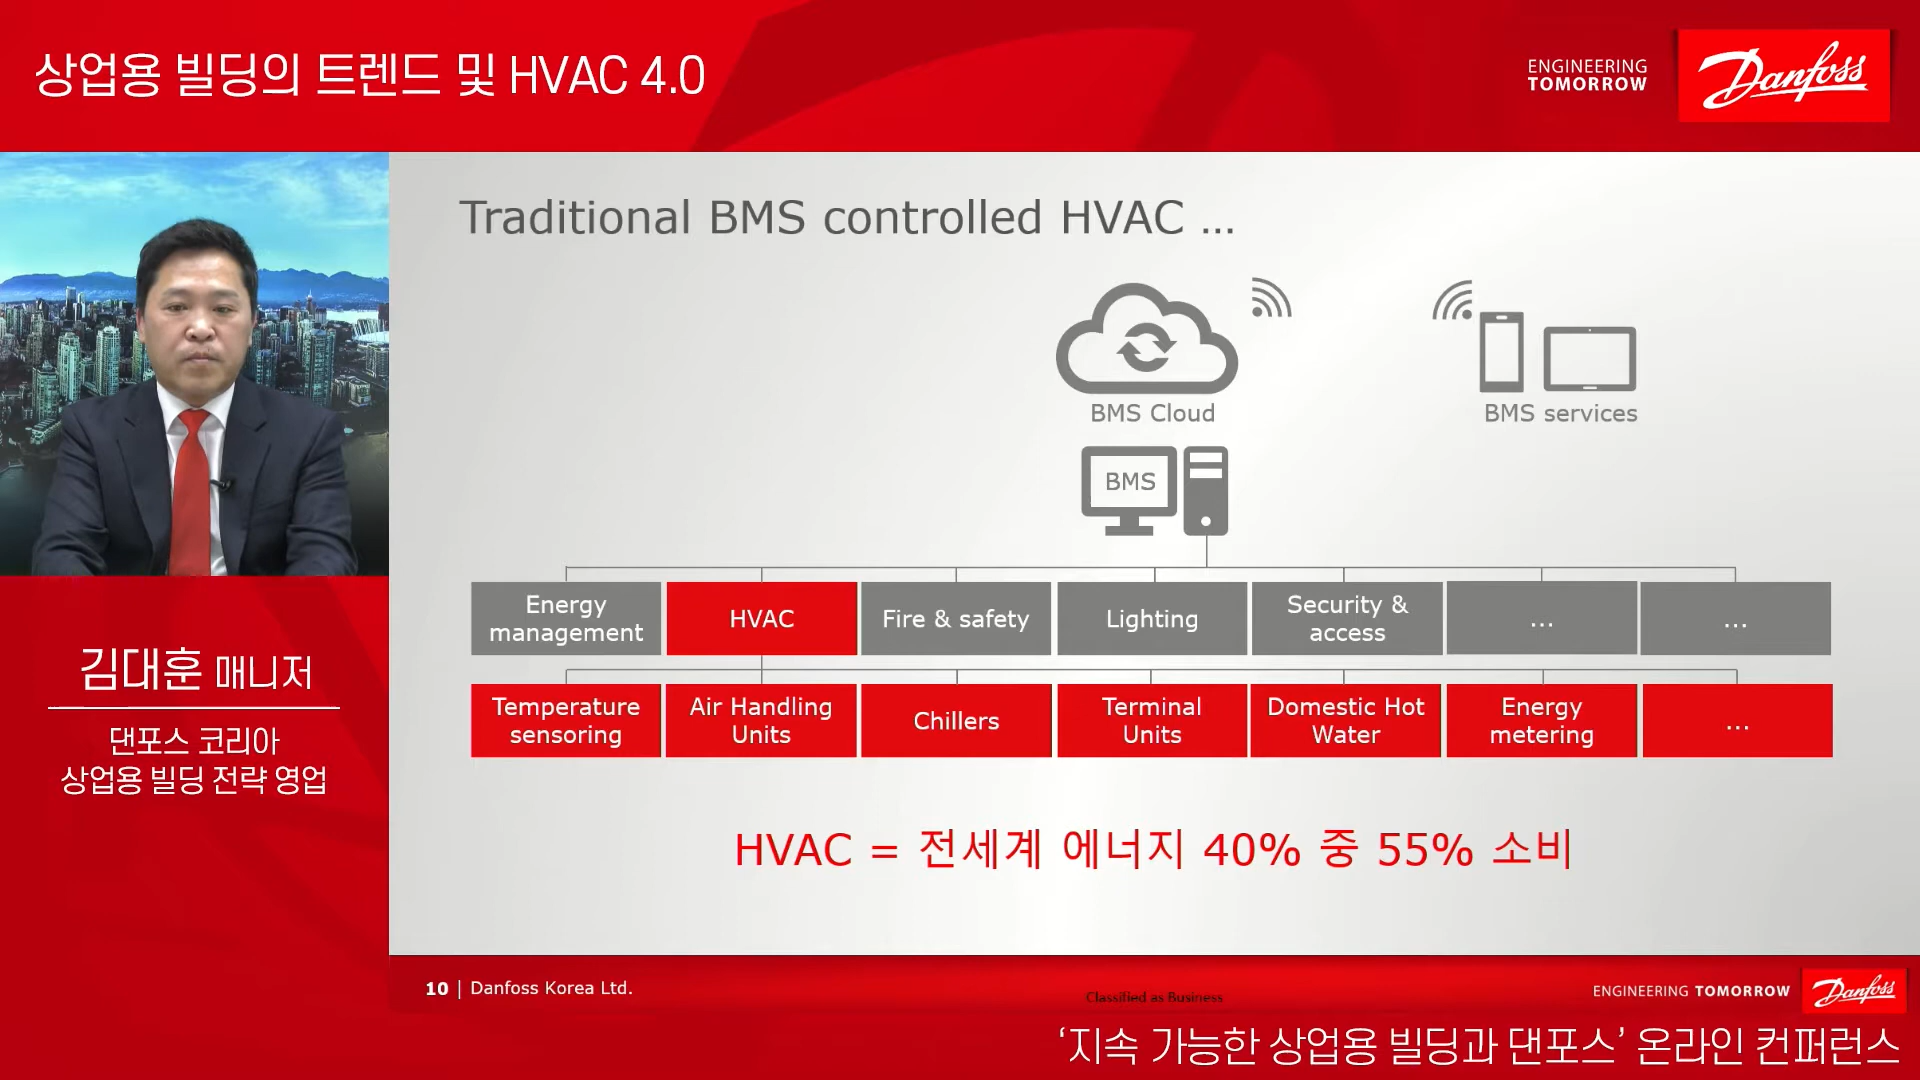 상업용 빌딩의 트렌드 및 HVAC 4.0
ENGINEERING
TOMORROW
Danfoss
Traditional BMS controlled HVAC ...
BMS Cloud
BMS services
BMS
Energy
management
HVAC
Fire & safety
Lighting
Security &
access
...
...
Temperature
sensoring
Air Handling
Units
Chillers
Terminal
Units
Domestic Hot
Water
Energy
metering
...
HVAC = 전세계 에너지 40% 중 55% 소비
김대훈 매니저
댄포스 코리아
상업용 빌딩 전략 영업
10 | Danfoss Korea Ltd.
Classified as Business
ENGINEERING TOMORROW
Danfoss
‘지속 가능한 상업용 빌딩과 댄포스’ 온라인 컨퍼런스